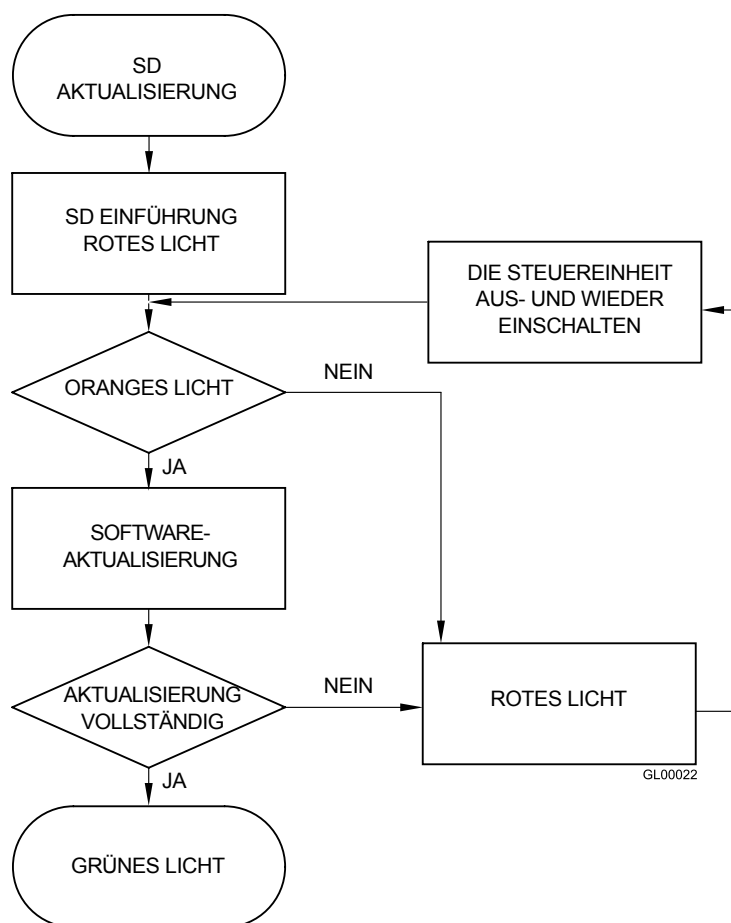 SD
AKTUALISIERUNG
SD EINFÜHRUNG
ROTES LICHT
DIE STEUEREINHEIT
AUS- UND WIEDER
EINSCHALTEN
ORANGES LICHT
NEIN
JA
SOFTWARE-
AKTUALISIERUNG
AKTUALISIERUNG
VOLLSTÄNDIG
NEIN
ROTES LICHT
GL00022
JA
GRÜNES LICHT